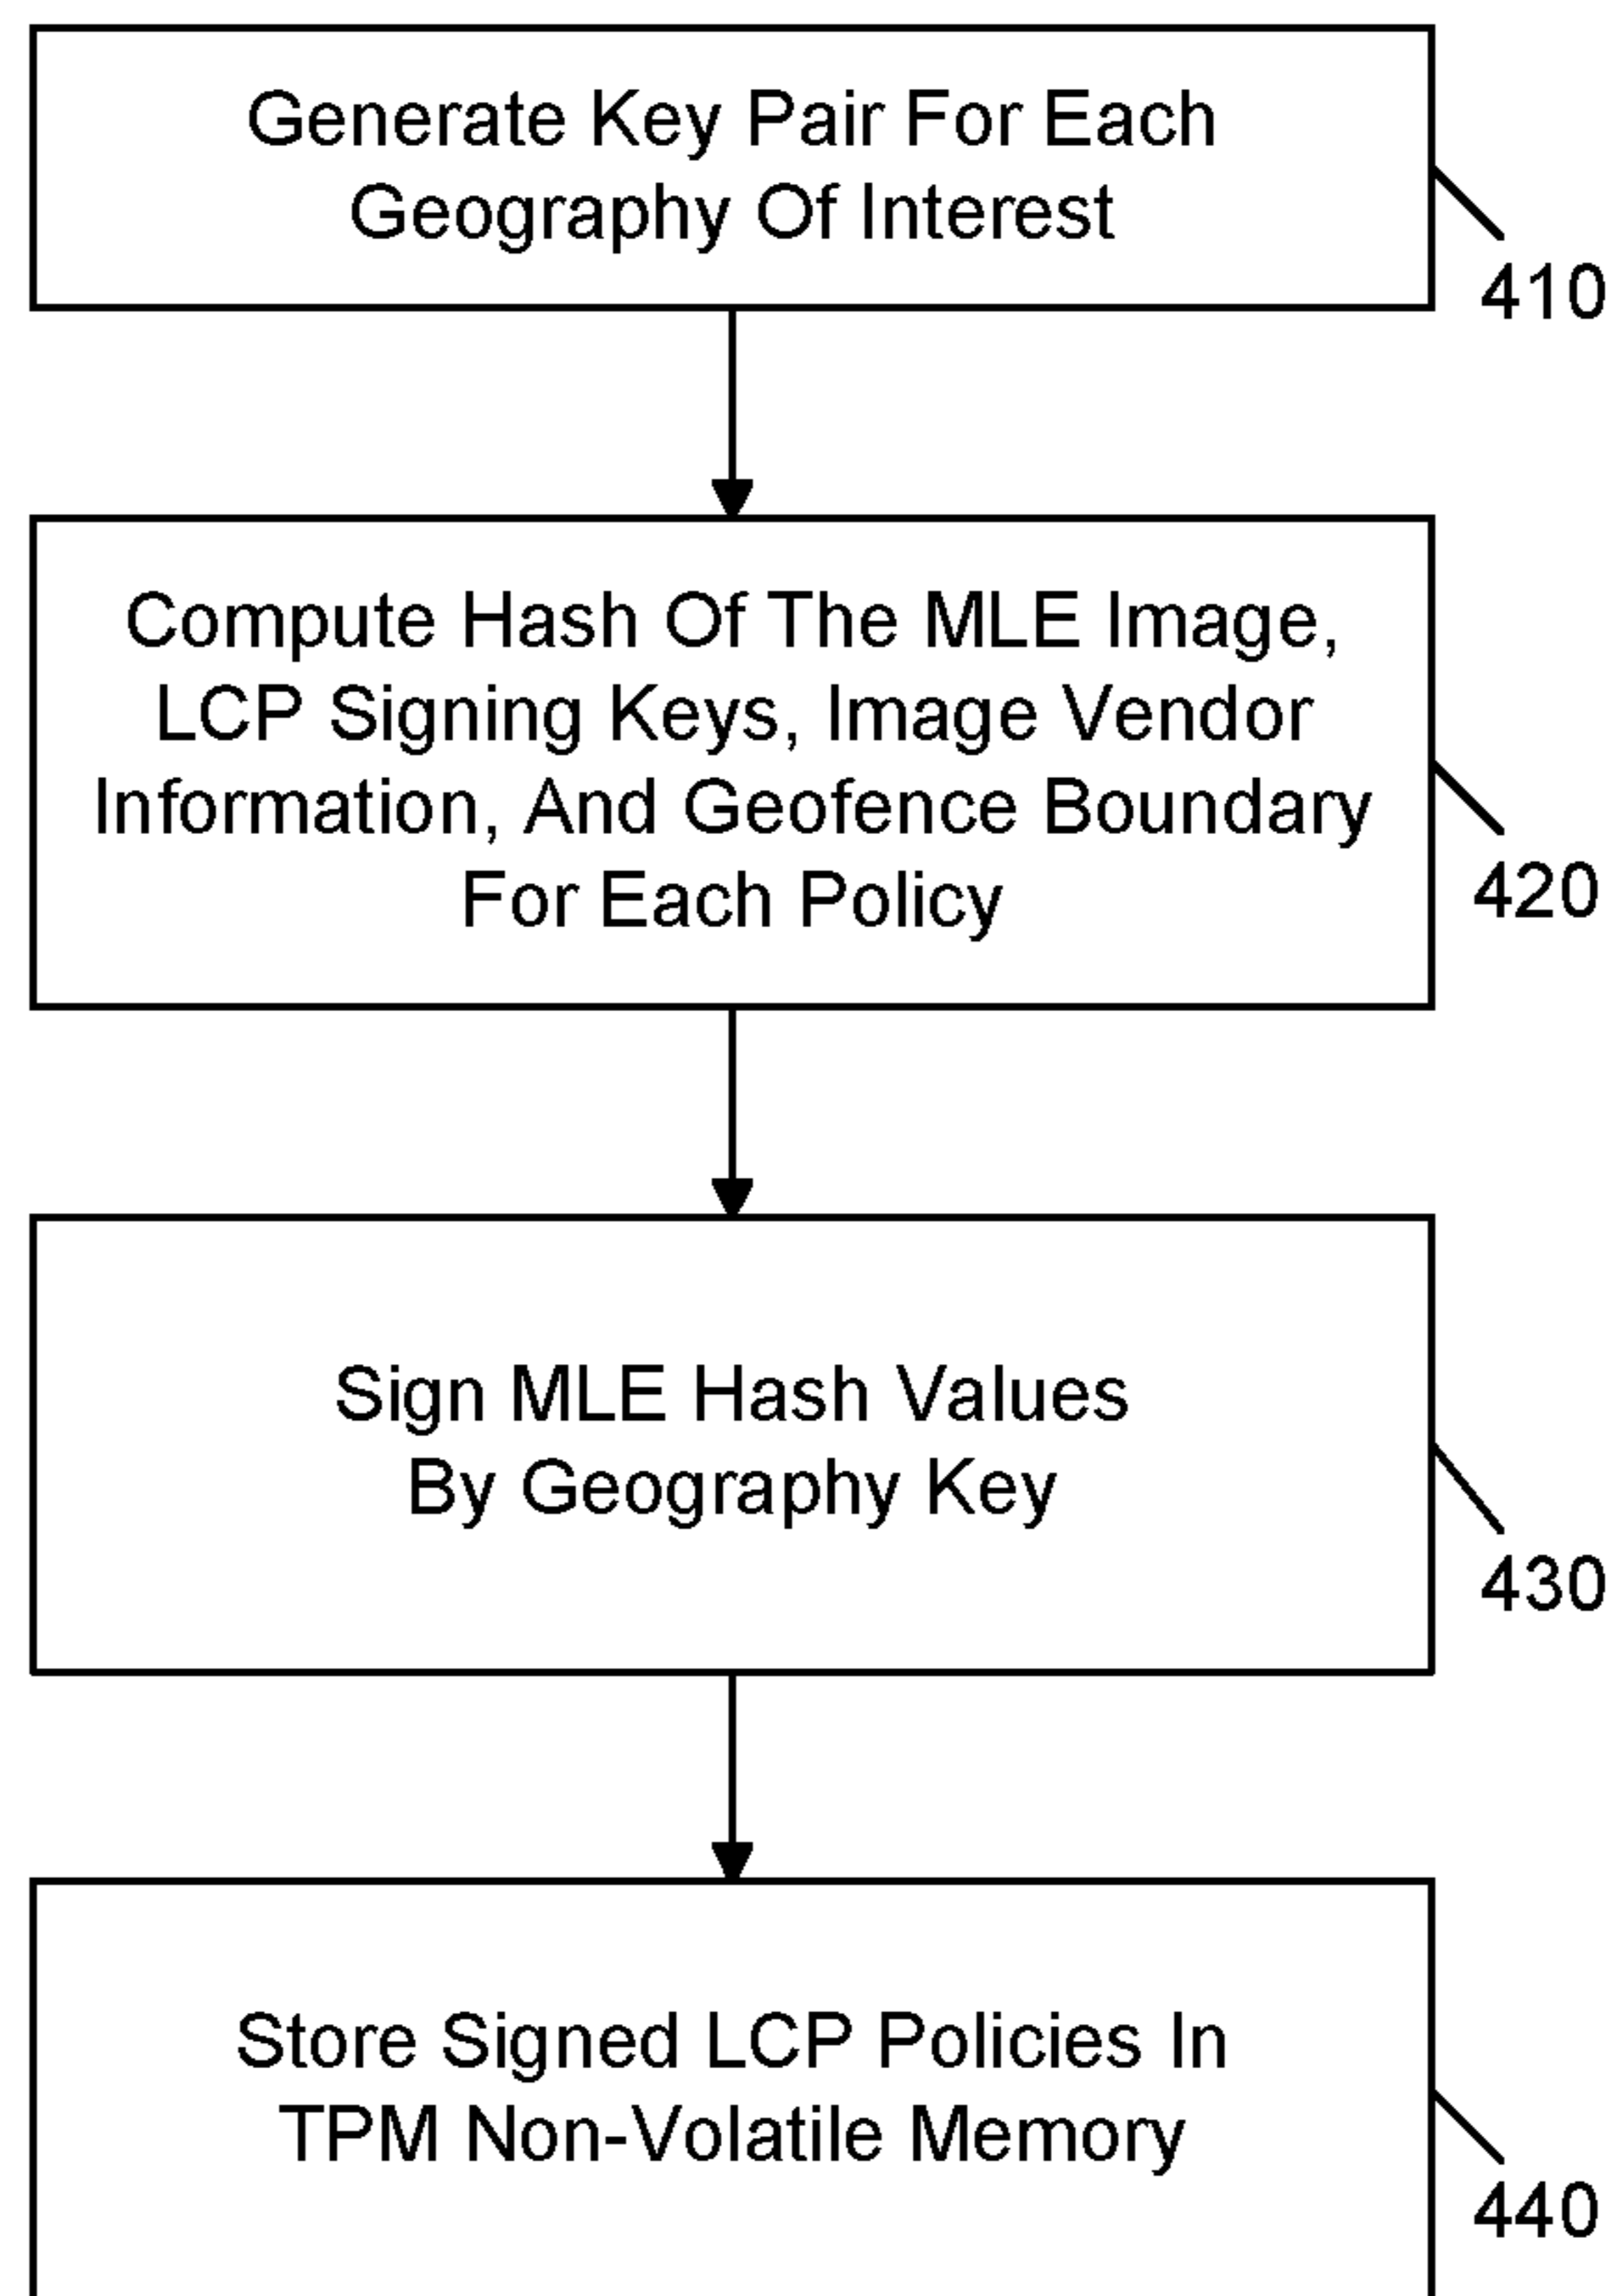 Generate Key Pair For Each
Geography Of Interest
410
Compute Hash Of The MLE Image,
LCP Signing Keys, Image Vendor
Information, And Geofence Boundary
For Each Policy
420
Sign MLE Hash Values
By Geography Key
430
Store Signed LCP Policies In
TPM Non-Volatile Memory
440